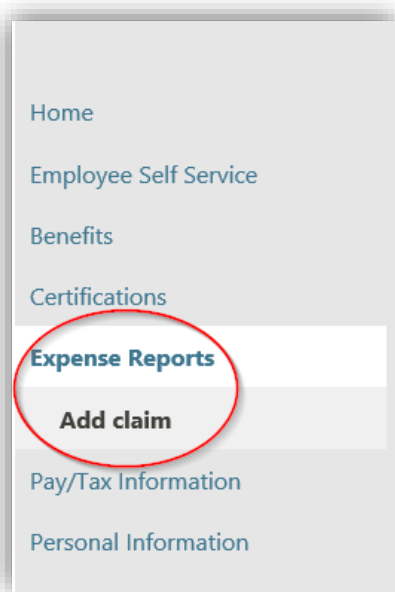 Home
Employee Self Service
Benefits
Certifications
Expense Reports
Add claim
Pay/Tax Information
Personal Information